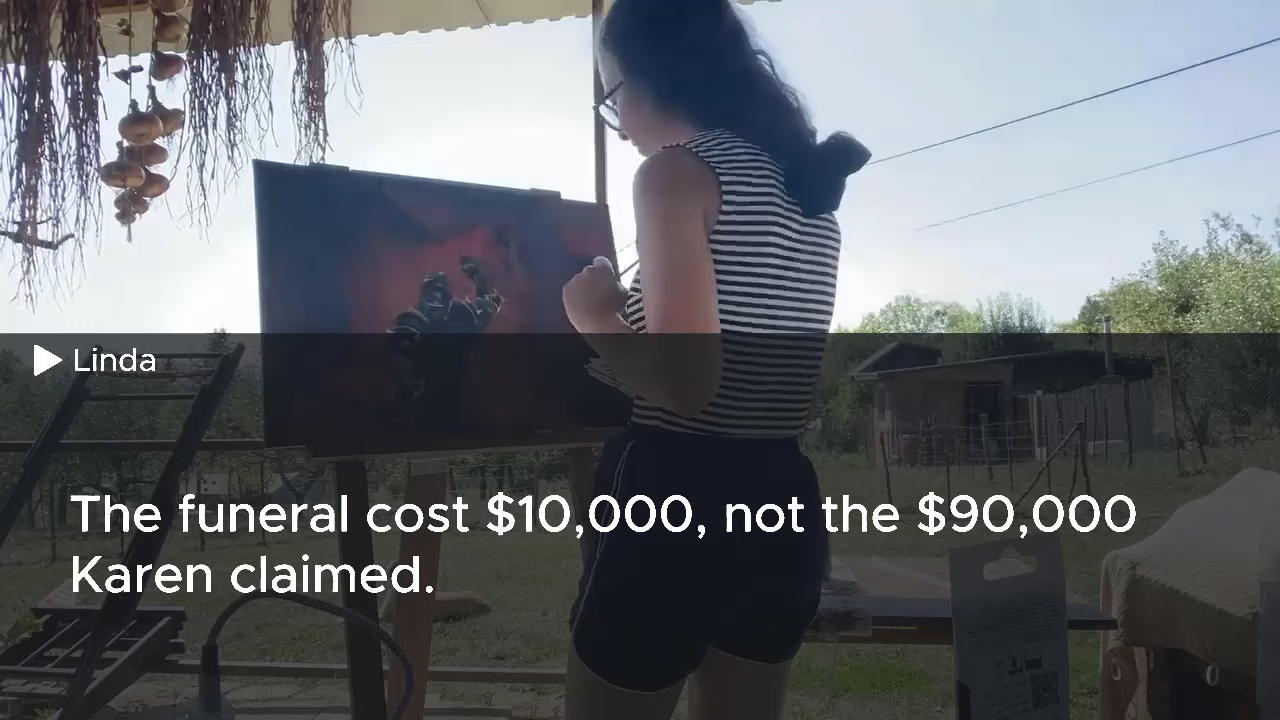 Linda
The funeral cost $10,000, not the $90,000
Karen claimed.